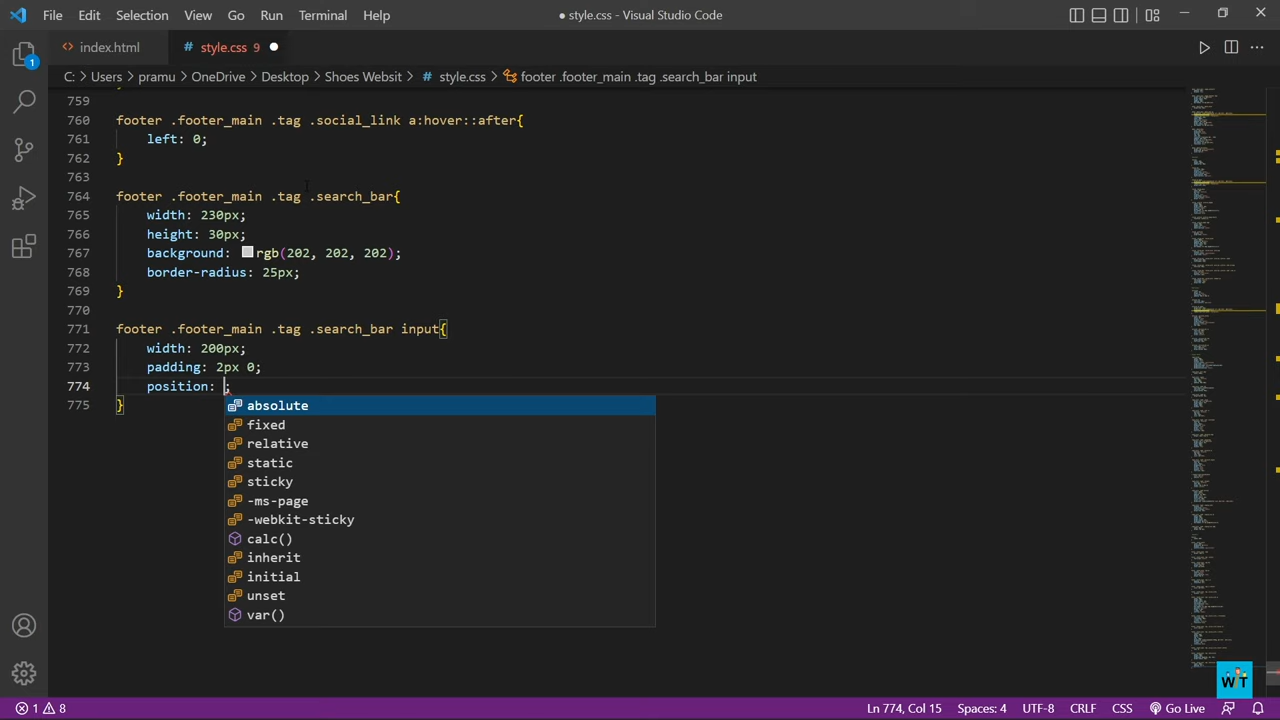 File Edit Selection View Go Run Terminal Help
● style.css - Visual Studio Code
<> index.html
# style.css 9 ●
C: > Users > pramu > OneDrive > Desktop > Shoes Websit > # style.css > footer .footer_main .tag .search_bar input
1
759
760 footer .footer_main .tag .social_link a:hover::after{
761 left: 0;
762 }
763
764 footer .footer_main .tag .search_bar{
765 width: 230px;
766 height: 30px;
767 background: rgb(202, 202, 202);
768 border-radius: 25px;
769 }
770
771 footer .footer_main .tag .search_bar input{
772 width: 200px;
773 padding: 2px 0;
774 position: ;
775 }
absolute
fixed
relative
static
sticky
-ms-page
-webkit-sticky
calc()
inherit
initial
unset
var()
WT
1 8
Ln 774, Col 15 Spaces: 4 UTF-8 CRLF CSS Go Live